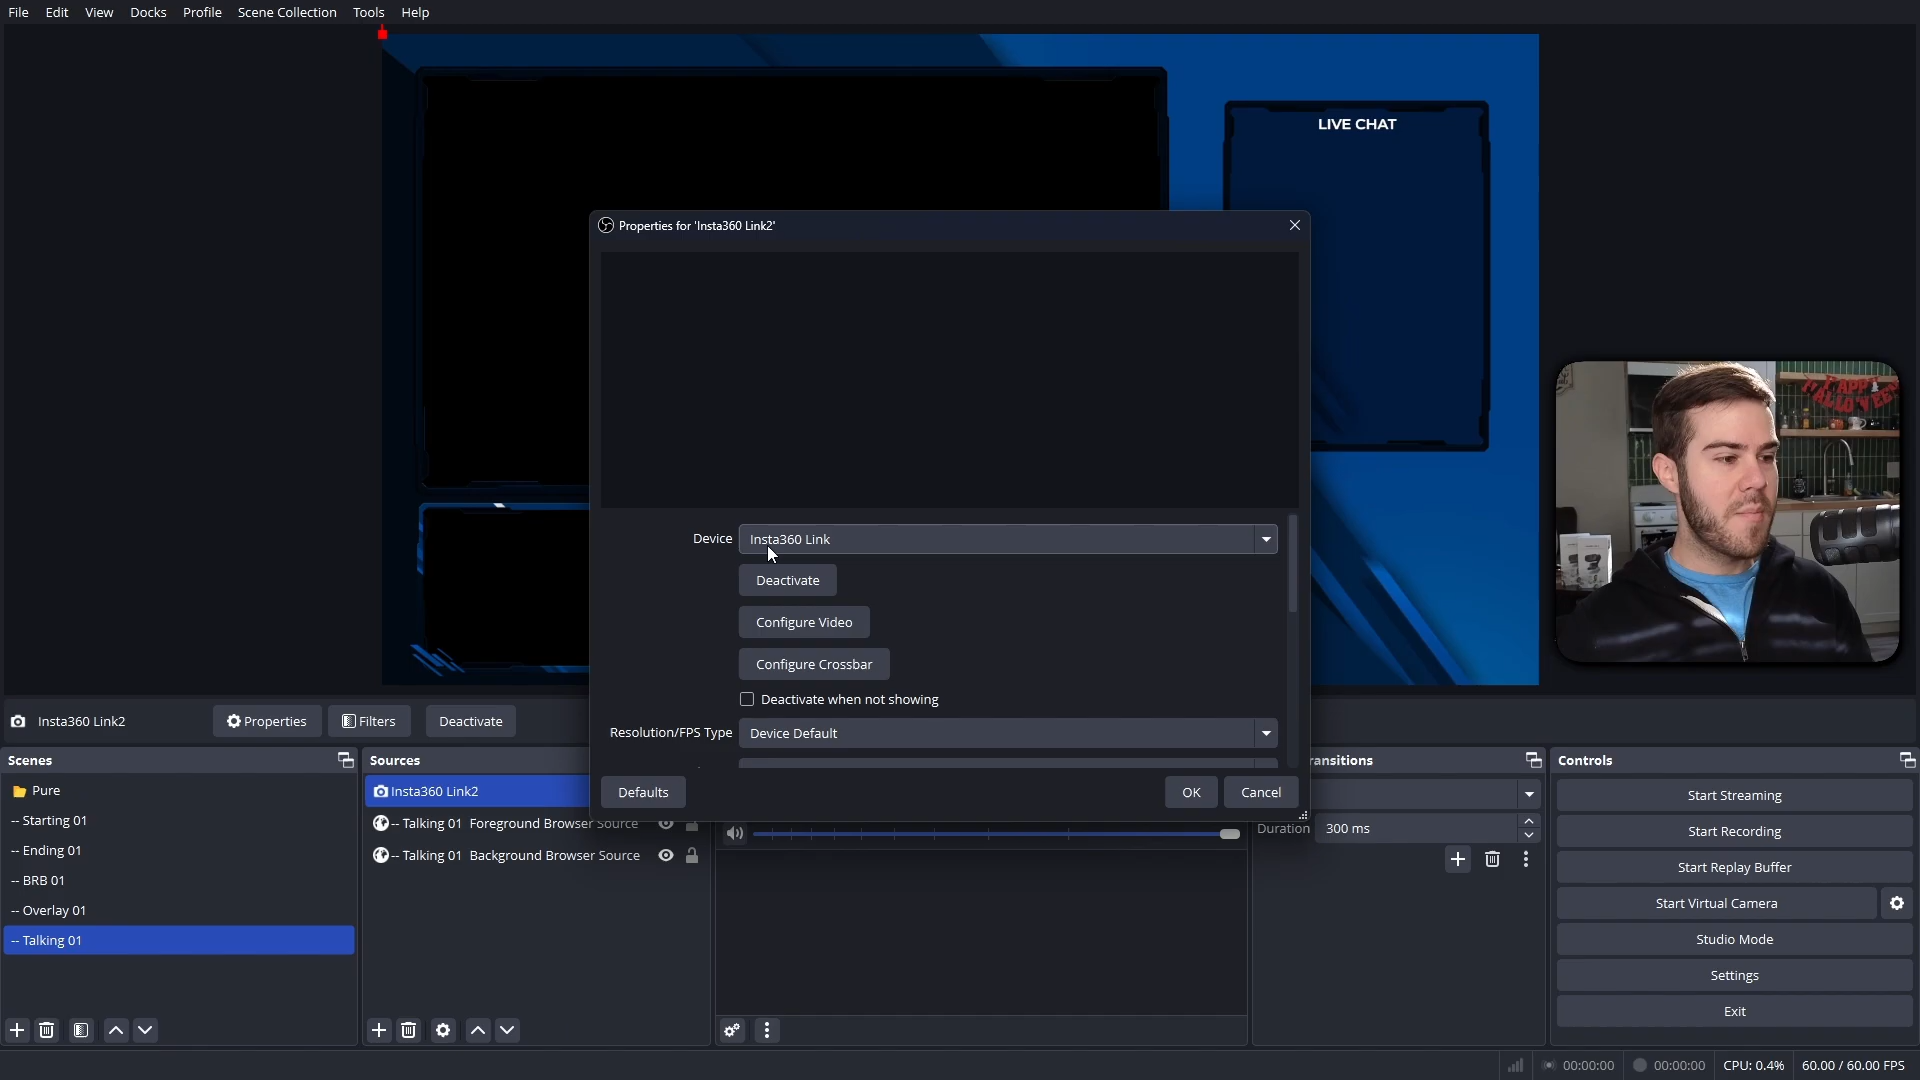 File Edit View Docks Profile Scene Collection Tools Help
LIVE CHAT
Properties for 'Insta360 Link2'
Device Insta360 Link
Deactivate
Configure Video
Configure Crossbar
Deactivate when not showing
Resolution/FPS Type Device Default
Defaults OK Cancel
Insta360 Link2 Properties Filters Deactivate
Scenes
Pure
-- Starting 01
-- Ending 01
-- BRB 01
-- Overlay 01
-- Talking 01
Sources
Insta360 Link2
-- Talking 01 Foreground Browser Source
-- Talking 01 Background Browser Source
ransitions
Duration 300 ms
Controls
Start Streaming
Start Recording
Start Replay Buffer
Start Virtual Camera
Studio Mode
Settings
Exit
00:00:00 00:00:00 CPU: 0.4% 60.00 / 60.00 FPS